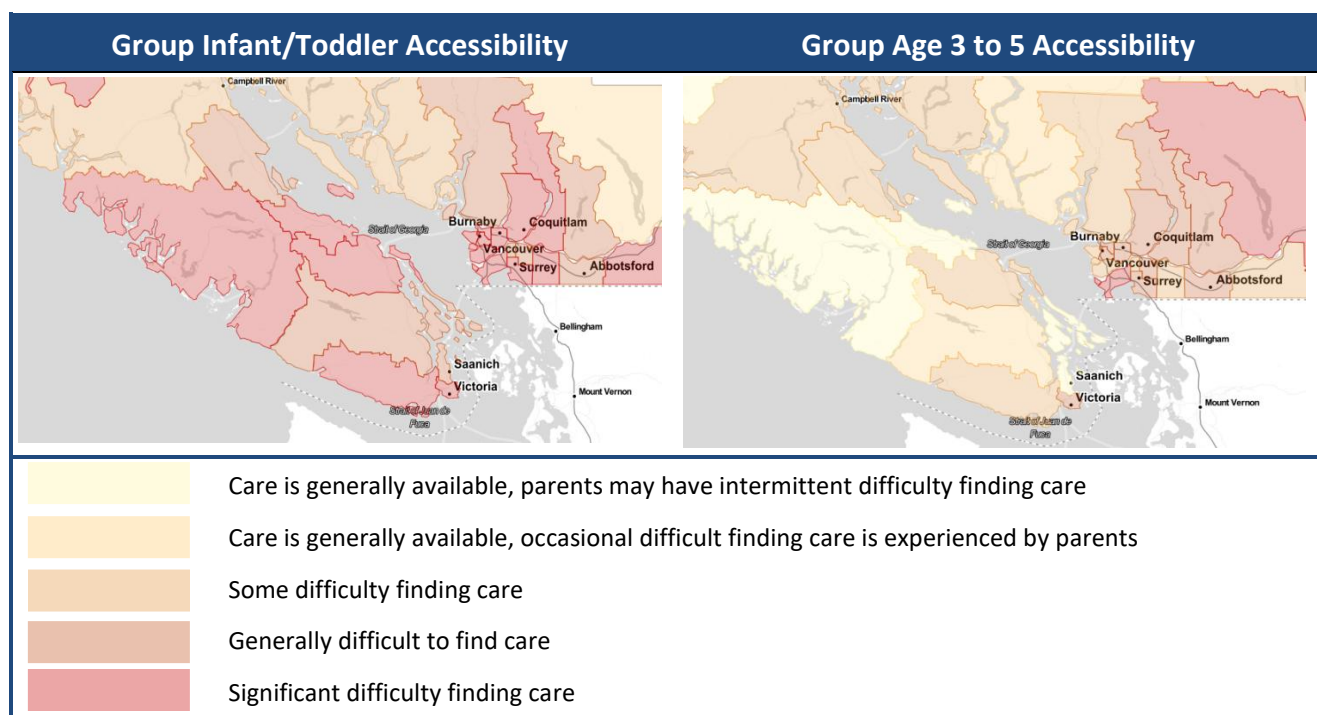 Group Infant/Toddler Accessibility
Group Age 3 to 5 Accessibility
Campbell River
Strait of Georgia
Burnaby
Coquitlam
Vancouver
Surrey
Abbotsford
Bellingham
Saanich
Victoria
Mount Vernon
Strait of Juan de
Fuca
Campbell River
Strait of Georgia
Burnaby
Coquitlam
Vancouver
Surrey
Abbotsford
Bellingham
Saanich
Victoria
Mount Vernon
Strait of Juan de
Fuca
Care is generally available, parents may have intermittent difficulty finding care
Care is generally available, occasional difficult finding care is experienced by parents
Some difficulty finding care
Generally difficult to find care
Significant difficulty finding care